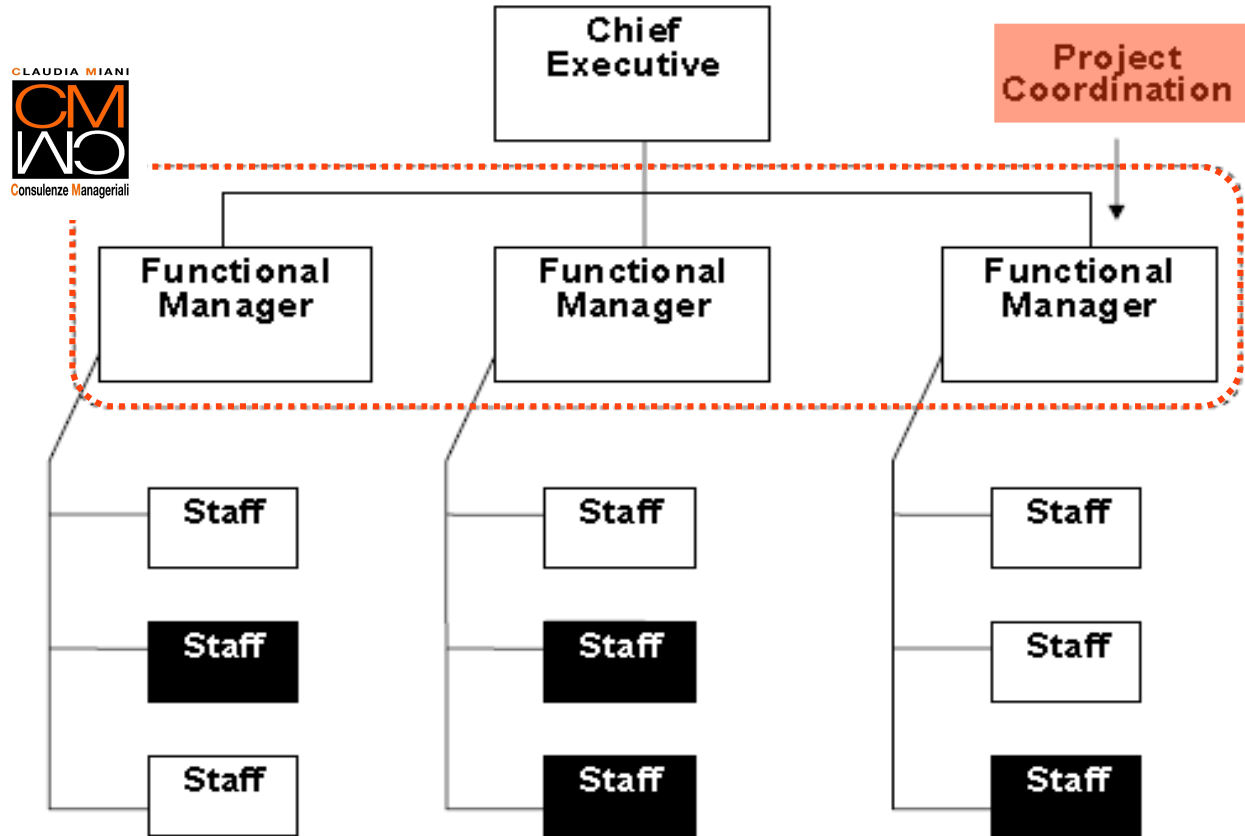 Chief
Executive
Project
Coordination
CLAUDIA MIANI
CM
CM
Consulenze Manageriali
Functional
Manager
Functional
Manager
Functional
Manager
Staff
Staff
Staff
Staff
Staff
Staff
Staff
Staff
Staff